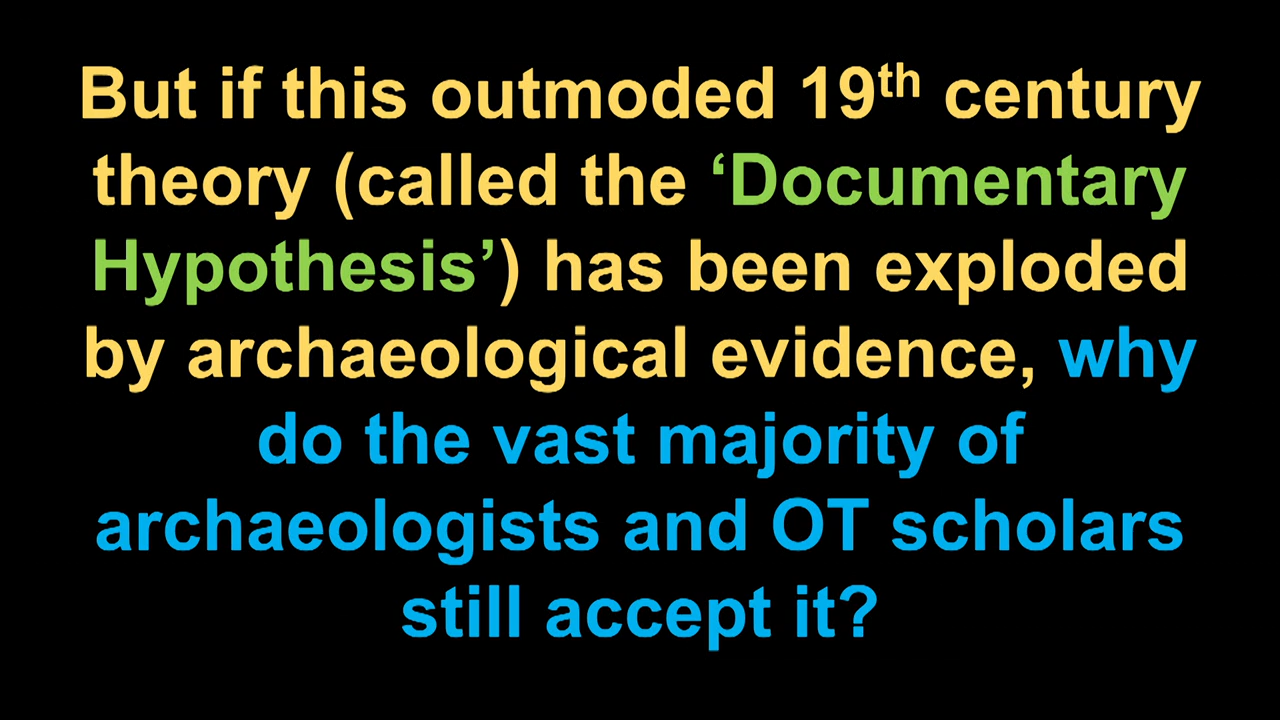 But if this outmoded 19th century
theory (called the ‘Documentary
Hypothesis’) has been exploded
by archaeological evidence, why
do the vast majority of
archaeologists and OT scholars
still accept it?